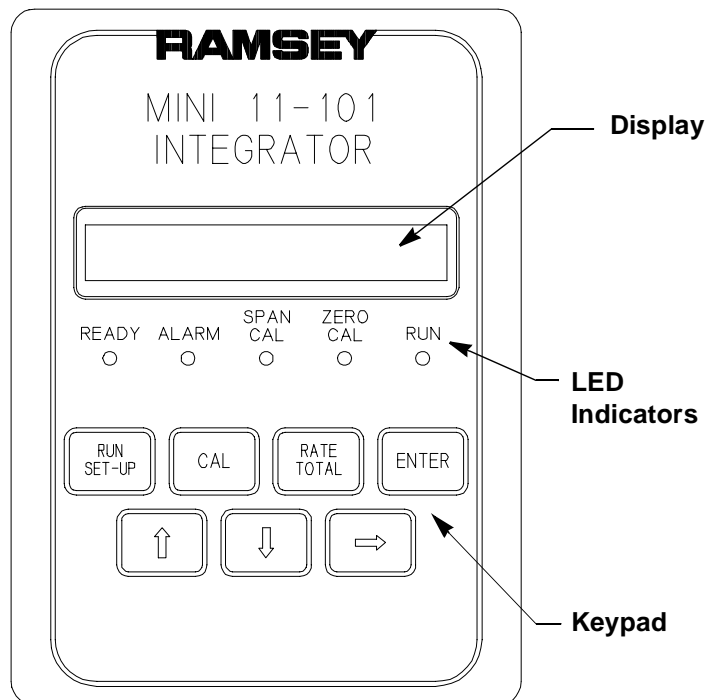 RAMSEY
MINI 11-101
INTEGRATOR
Display
READY ALARM SPAN CAL ZERO CAL RUN
LED
Indicators
RUN
SET-UP
CAL
RATE
TOTAL
ENTER
Keypad